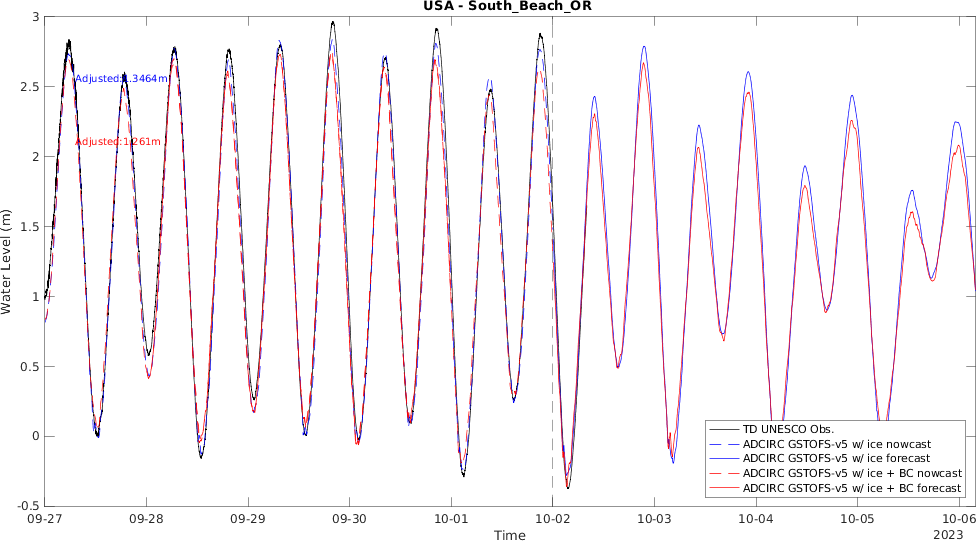 USA - South_Beach_OR
3
2.5
2
1.5
1
0.5
0
-0.5
Water Level (m)
Adjusted:1.3464m
Adjusted:1.261m
TD UNESCO Obs.
ADCIRC GSTOFS-v5 w/ ice nowcast
ADCIRC GSTOFS-v5 w/ ice forecast
ADCIRC GSTOFS-v5 w/ ice + BC nowcast
ADCIRC GSTOFS-v5 w/ ice + BC forecast
09-27 09-28 09-29 09-30 10-01 10-02 10-03 10-04 10-05 10-06
Time
2023